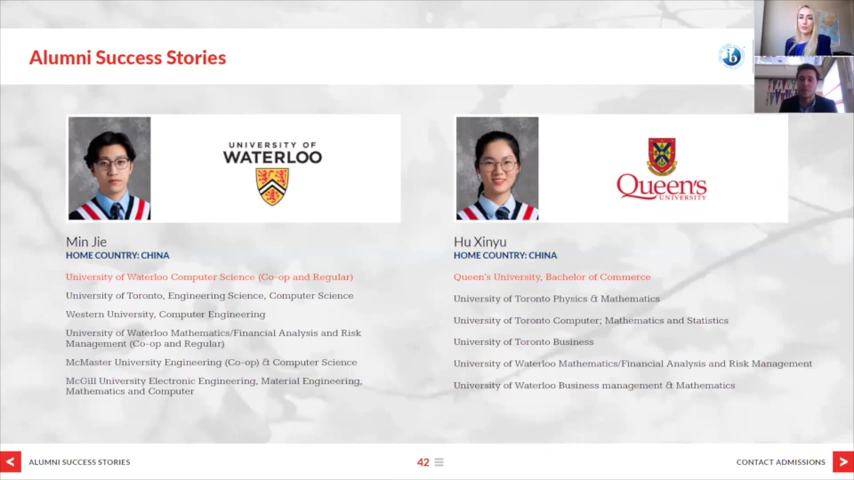 Alumni Success Stories
ib
UNIVERSITY OF
WATERLOO
Queen's
UNIVERSITY
Min Jie
HOME COUNTRY: CHINA
University of Waterloo Computer Science (Co-op and Regular)
University of Toronto, Engineering Science, Computer Science
Western University, Computer Engineering
University of Waterloo Mathematics/Financial Analysis and Risk
Management (Co-op and Regular)
McMaster University Engineering (Co-op) & Computer Science
McGill University Electronic Engineering, Material Engineering,
Mathematics and Computer
Hu Xinyu
HOME COUNTRY: CHINA
Queen's University, Bachelor of Commerce
University of Toronto Physics & Mathematics
University of Toronto Computer; Mathematics and Statistics
University of Toronto Business
University of Waterloo Mathematics/Financial Analysis and Risk Management
University of Waterloo Business management & Mathematics
< ALUMNI SUCCESS STORIES
42
CONTACT ADMISSIONS >